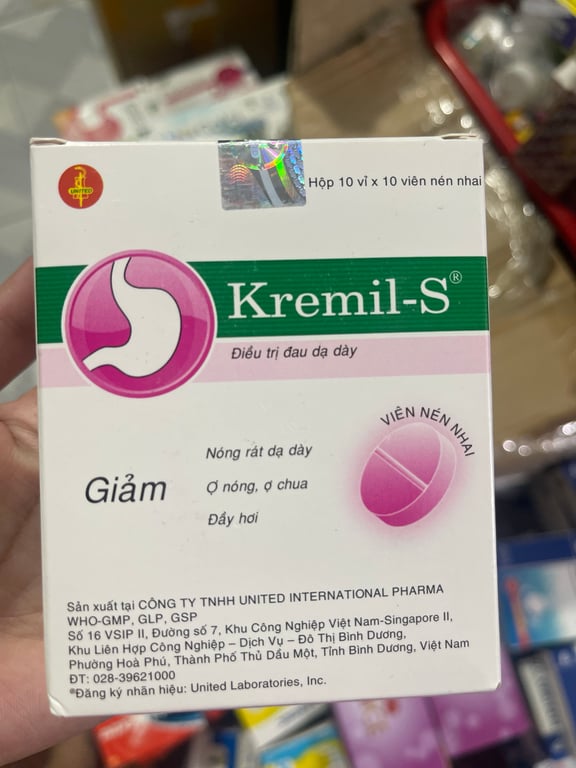 UNITED
Hộp 10 vỉ x 10 viên nén nhai
Kremil-S®
Điều trị đau dạ dày
VIÊN NÉN NHAI
Giảm
Nóng rát dạ dày
Ợ nóng, ợ chua
Đầy hơi
Sản xuất tại CÔNG TY TNHH UNITED INTERNATIONAL PHARMA
WHO-GMP, GLP, GSP
Số 16 VSIP II, Đường số 7, Khu Công Nghiệp Việt Nam-Singapore II,
Khu Liên Hợp Công Nghiệp – Dịch Vụ – Đô Thị Bình Dương,
Phường Hoà Phú, Thành Phố Thủ Dầu Một, Tỉnh Bình Dương, Việt Nam
ĐT: 028-39621000
®Đăng ký nhãn hiệu: United Laboratories, Inc.